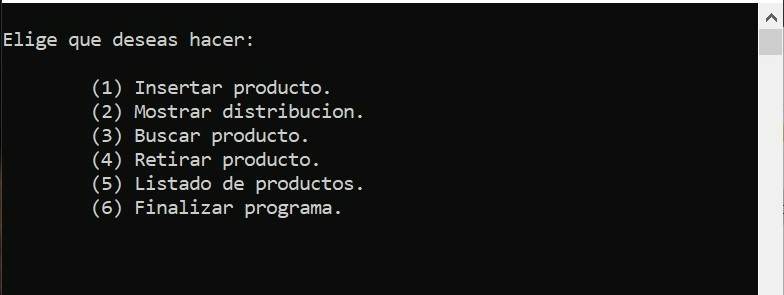 Elige que deseas hacer:
(1) Insertar producto.
(2) Mostrar distribucion.
(3) Buscar producto.
(4) Retirar producto.
(5) Listado de productos.
(6) Finalizar programa.